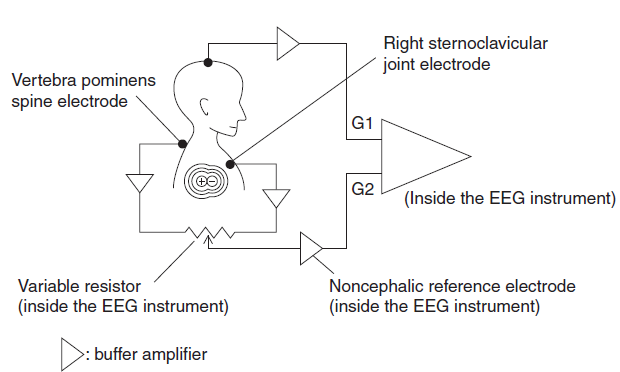 Right sternoclavicular
joint electrode
Vertebra pominens
spine electrode
G1
+
−
G2
(Inside the EEG instrument)
Variable resistor
(inside the EEG instrument)
Noncephalic reference electrode
(inside the EEG instrument)
: buffer amplifier